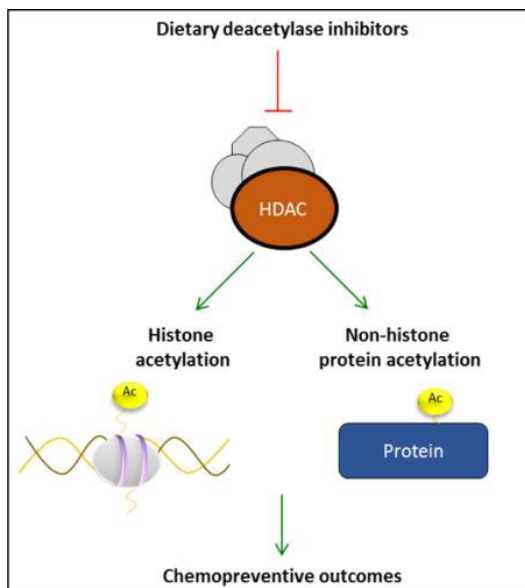 Dietary deacetylase inhibitors
HDAC
Histone
acetylation
Non-histone
protein acetylation
Ac
Ac
Protein
Chemopreventive outcomes